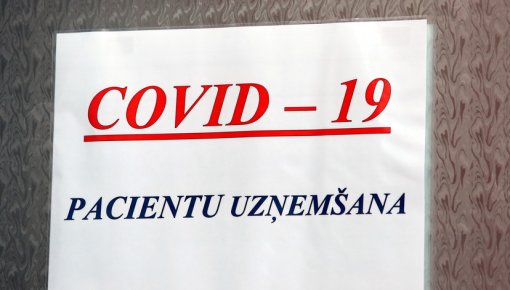 COVID – 19
PACIENTU UZŅEMŠANA